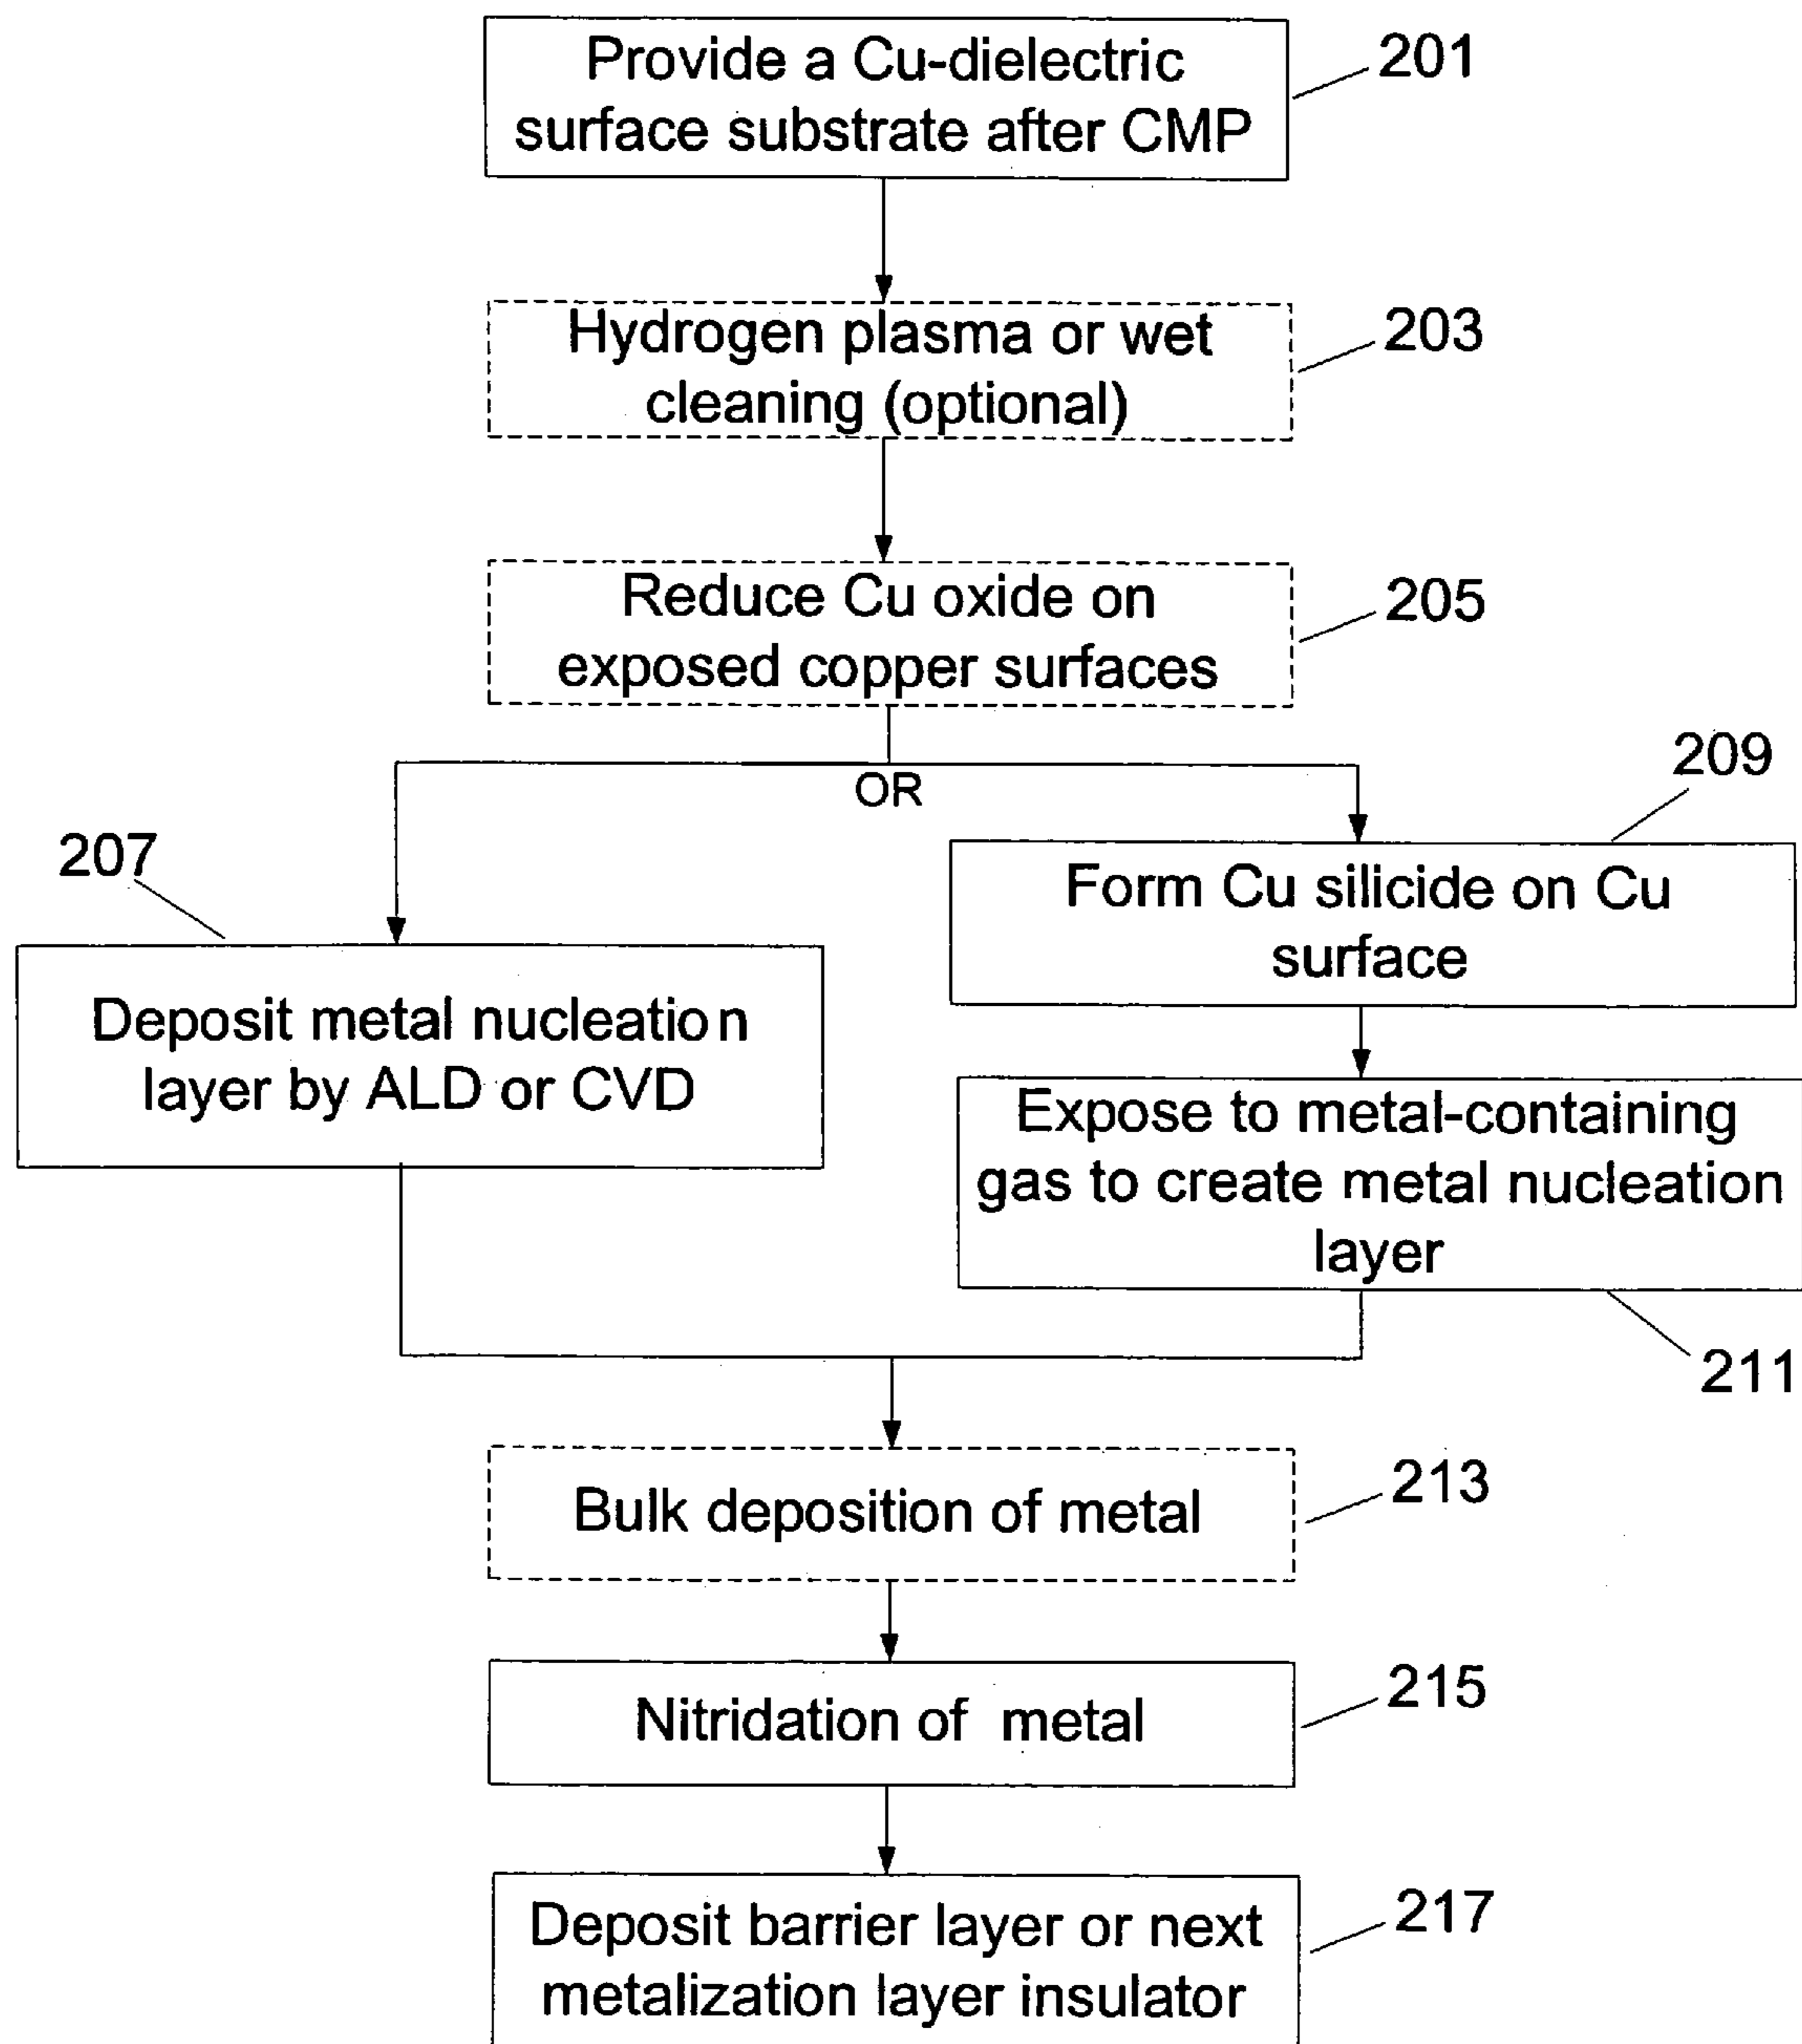 Provide a Cu-dielectric
surface substrate after CMP
201
Hydrogen plasma or wet
cleaning (optional)
203
Reduce Cu oxide on
exposed copper surfaces
205
OR
207
Deposit metal nucleation
layer by ALD or CVD
209
Form Cu silicide on Cu
surface
Expose to metal-containing
gas to create metal nucleation
layer
211
Bulk deposition of metal
213
Nitridation of metal
215
Deposit barrier layer or next
metalization layer insulator
217